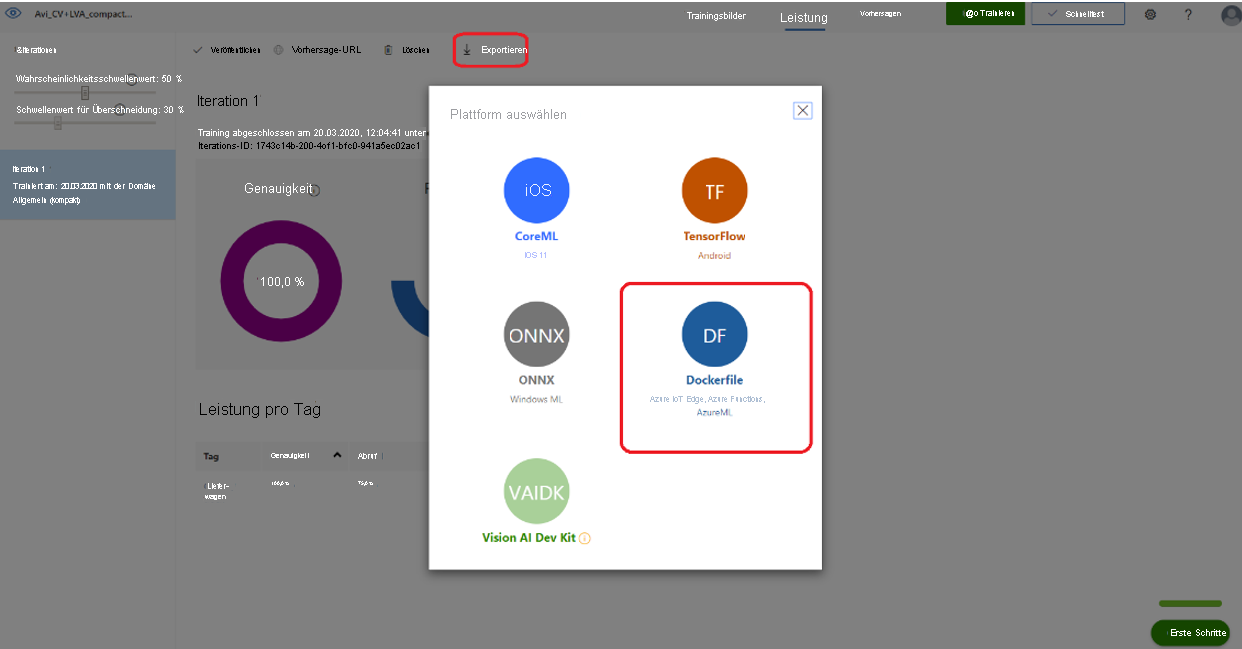 Avi_CV+LVA_compact...
Trainingsbilder
Leistung
Vorhersagen
Trainieren
Schnelltest
?
Iterationen
Veröffentlichen
Vorhersage-URL
Löschen
Exportieren
Wahrscheinlichkeitsschwellenwert: 50 %
Schwellenwert für Überschneidung: 30 %
Iteration 1
Trainiert am: 20.03.2020 mit der Domäne
Allgemein (kompakt)
Iteration 1
Training abgeschlossen am 20.03.2020, 12:04:41 unter
Iterations-ID: 1743c14b-200-4of1-bfc0-941a5ec02ac1
Genauigkeit
100,0 %
Leistung pro Tag
Tag
Genauigkeit
Abruf
Liefer-
wagen
100,0 %
Plattform auswählen
iOS
CoreML
iOS 11
TF
TensorFlow
Android
ONNX
ONNX
Windows ML
DF
Dockerfile
Azure IoT Edge, Azure Functions,
AzureML
VAIDK
Vision AI Dev Kit
Erste Schritte